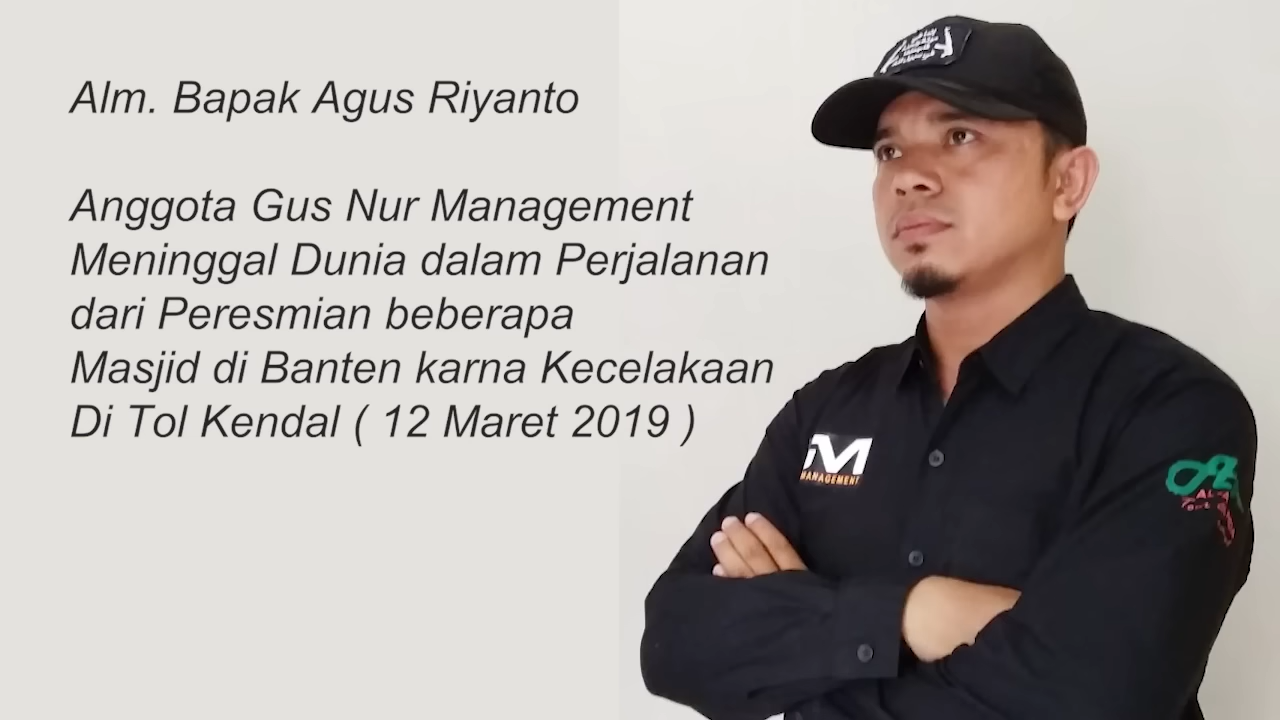 Alm. Bapak Agus Riyanto
Anggota Gus Nur Management
Meninggal Dunia dalam Perjalanan
dari Peresmian beberapa
Masjid di Banten karna Kecelakaan
Di Tol Kendal ( 12 Maret 2019 )
MANAGEMENT